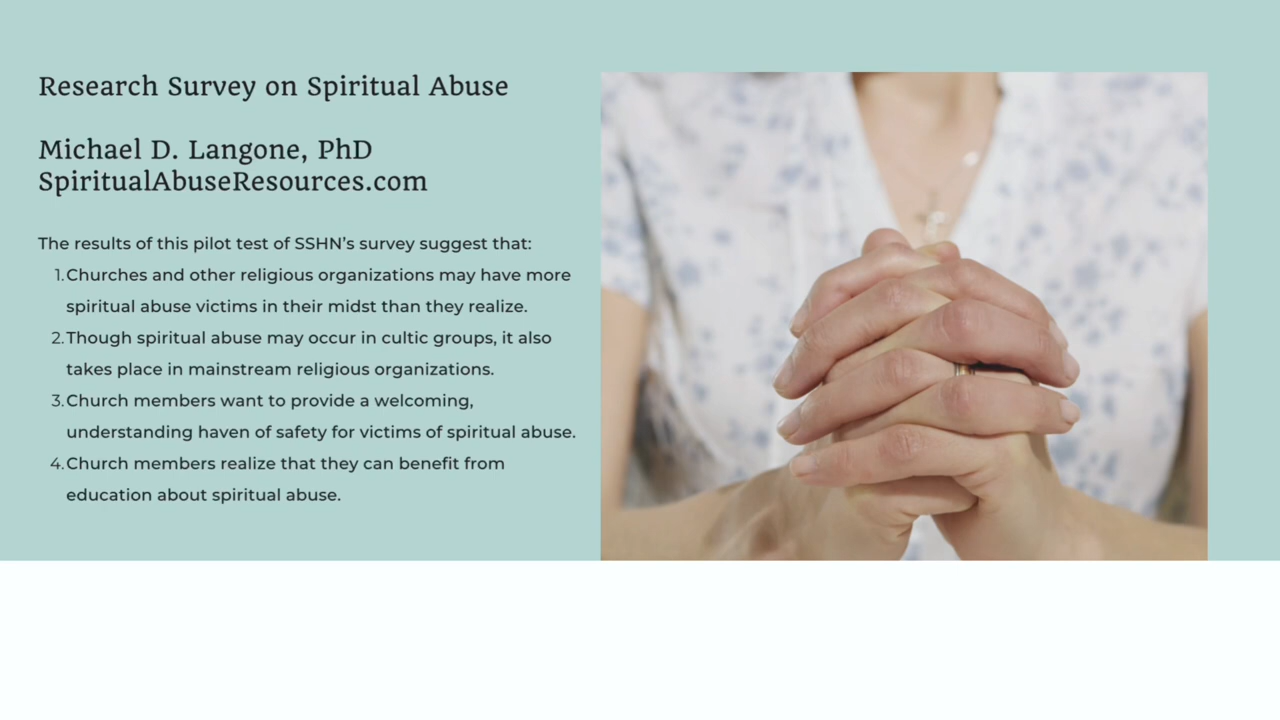 Research Survey on Spiritual Abuse
Michael D. Langone, PhD
SpiritualAbuseResources.com
The results of this pilot test of SSHN’s survey suggest that:
1. Churches and other religious organizations may have more
spiritual abuse victims in their midst than they realize.
2. Though spiritual abuse may occur in cultic groups, it also
takes place in mainstream religious organizations.
3. Church members want to provide a welcoming,
understanding haven of safety for victims of spiritual abuse.
4. Church members realize that they can benefit from
education about spiritual abuse.